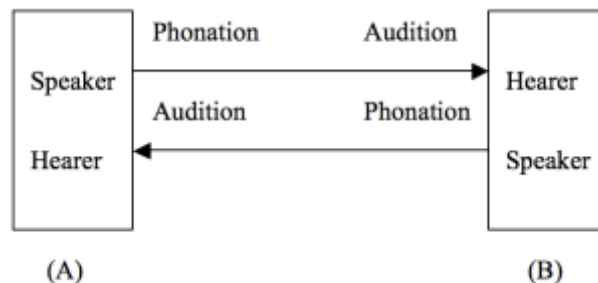 Phonation Audition
Speaker Hearer
Audition Phonation
Hearer Speaker
(A) (B)